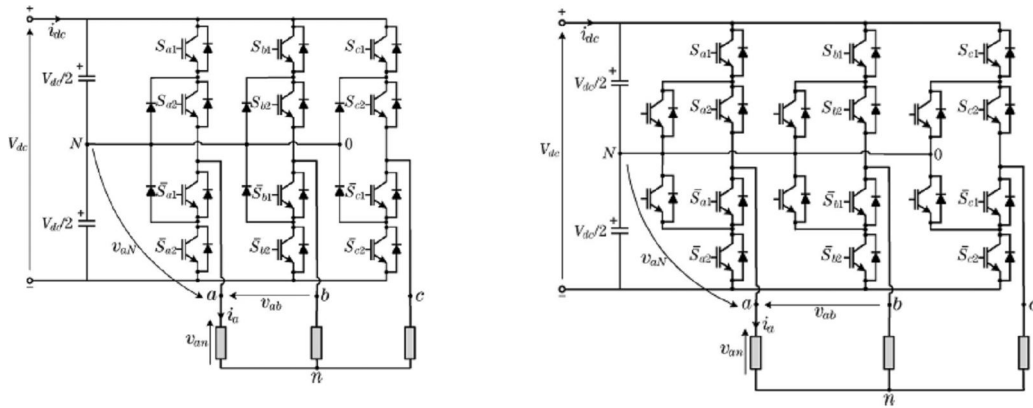 +
+
i_dc
i_dc
S_a1
S_b1
S_c1
S_a1
S_b1
S_c1
V_dc/2
+
V_dc/2
+
S_a2
S_b2
S_c2
S_a2
S_b2
S_c2
V_dc
N
0
V_dc
N
0
S̄_a1
S̄_b1
S̄_c1
S̄_a1
S̄_b1
S̄_c1
V_dc/2
+
V_dc/2
+
v_aN
S̄_a2
S̄_b2
S̄_c2
v_aN
S̄_a2
S̄_b2
S̄_c2
−
−
a
v_ab
b
c
a
v_ab
b
c
i_a
i_a
v_an
v_an
n
n